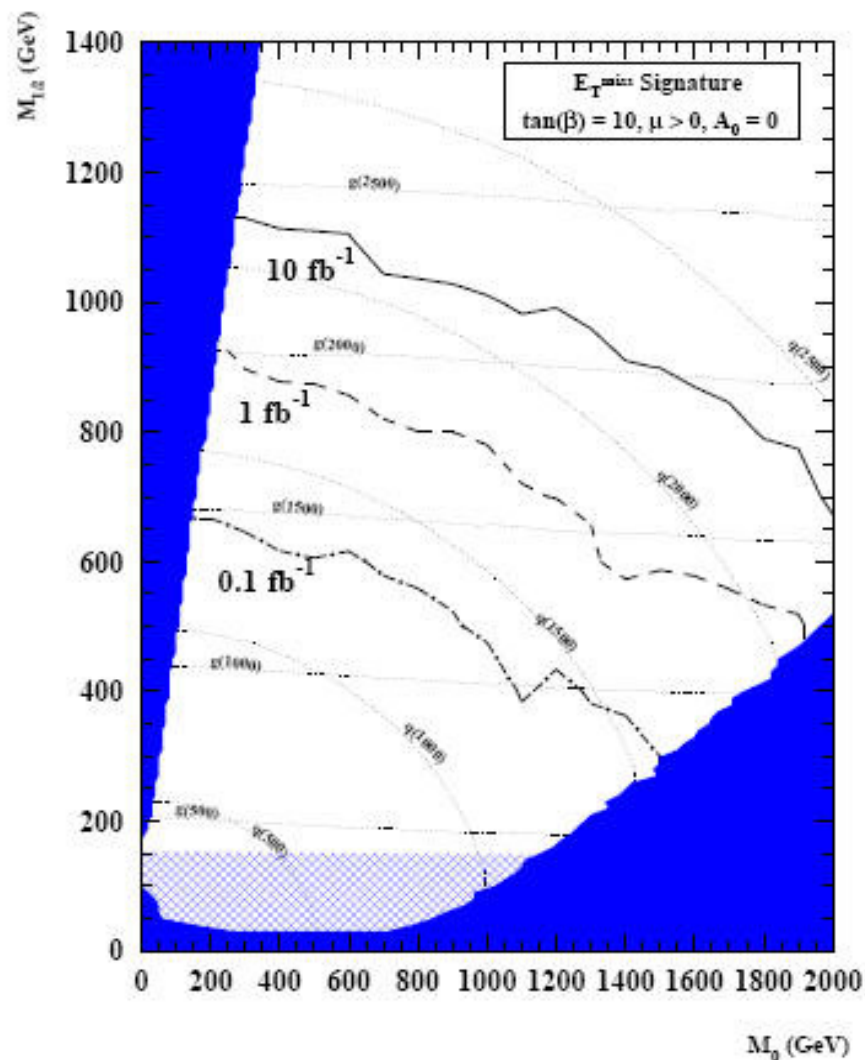 M1/2 (GeV)
1400
1200
1000
800
600
400
200
0
E_T^miss Signature
tan(β) = 10, μ > 0, A_0 = 0
g(2500)
10 fb^-1
g(2000)
q(2500)
1 fb^-1
q(2000)
g(1500)
0.1 fb^-1
q(1500)
g(1000)
q(1000)
g(500)
q(500)
0 200 400 600 800 1000 1200 1400 1600 1800 2000
M_0 (GeV)